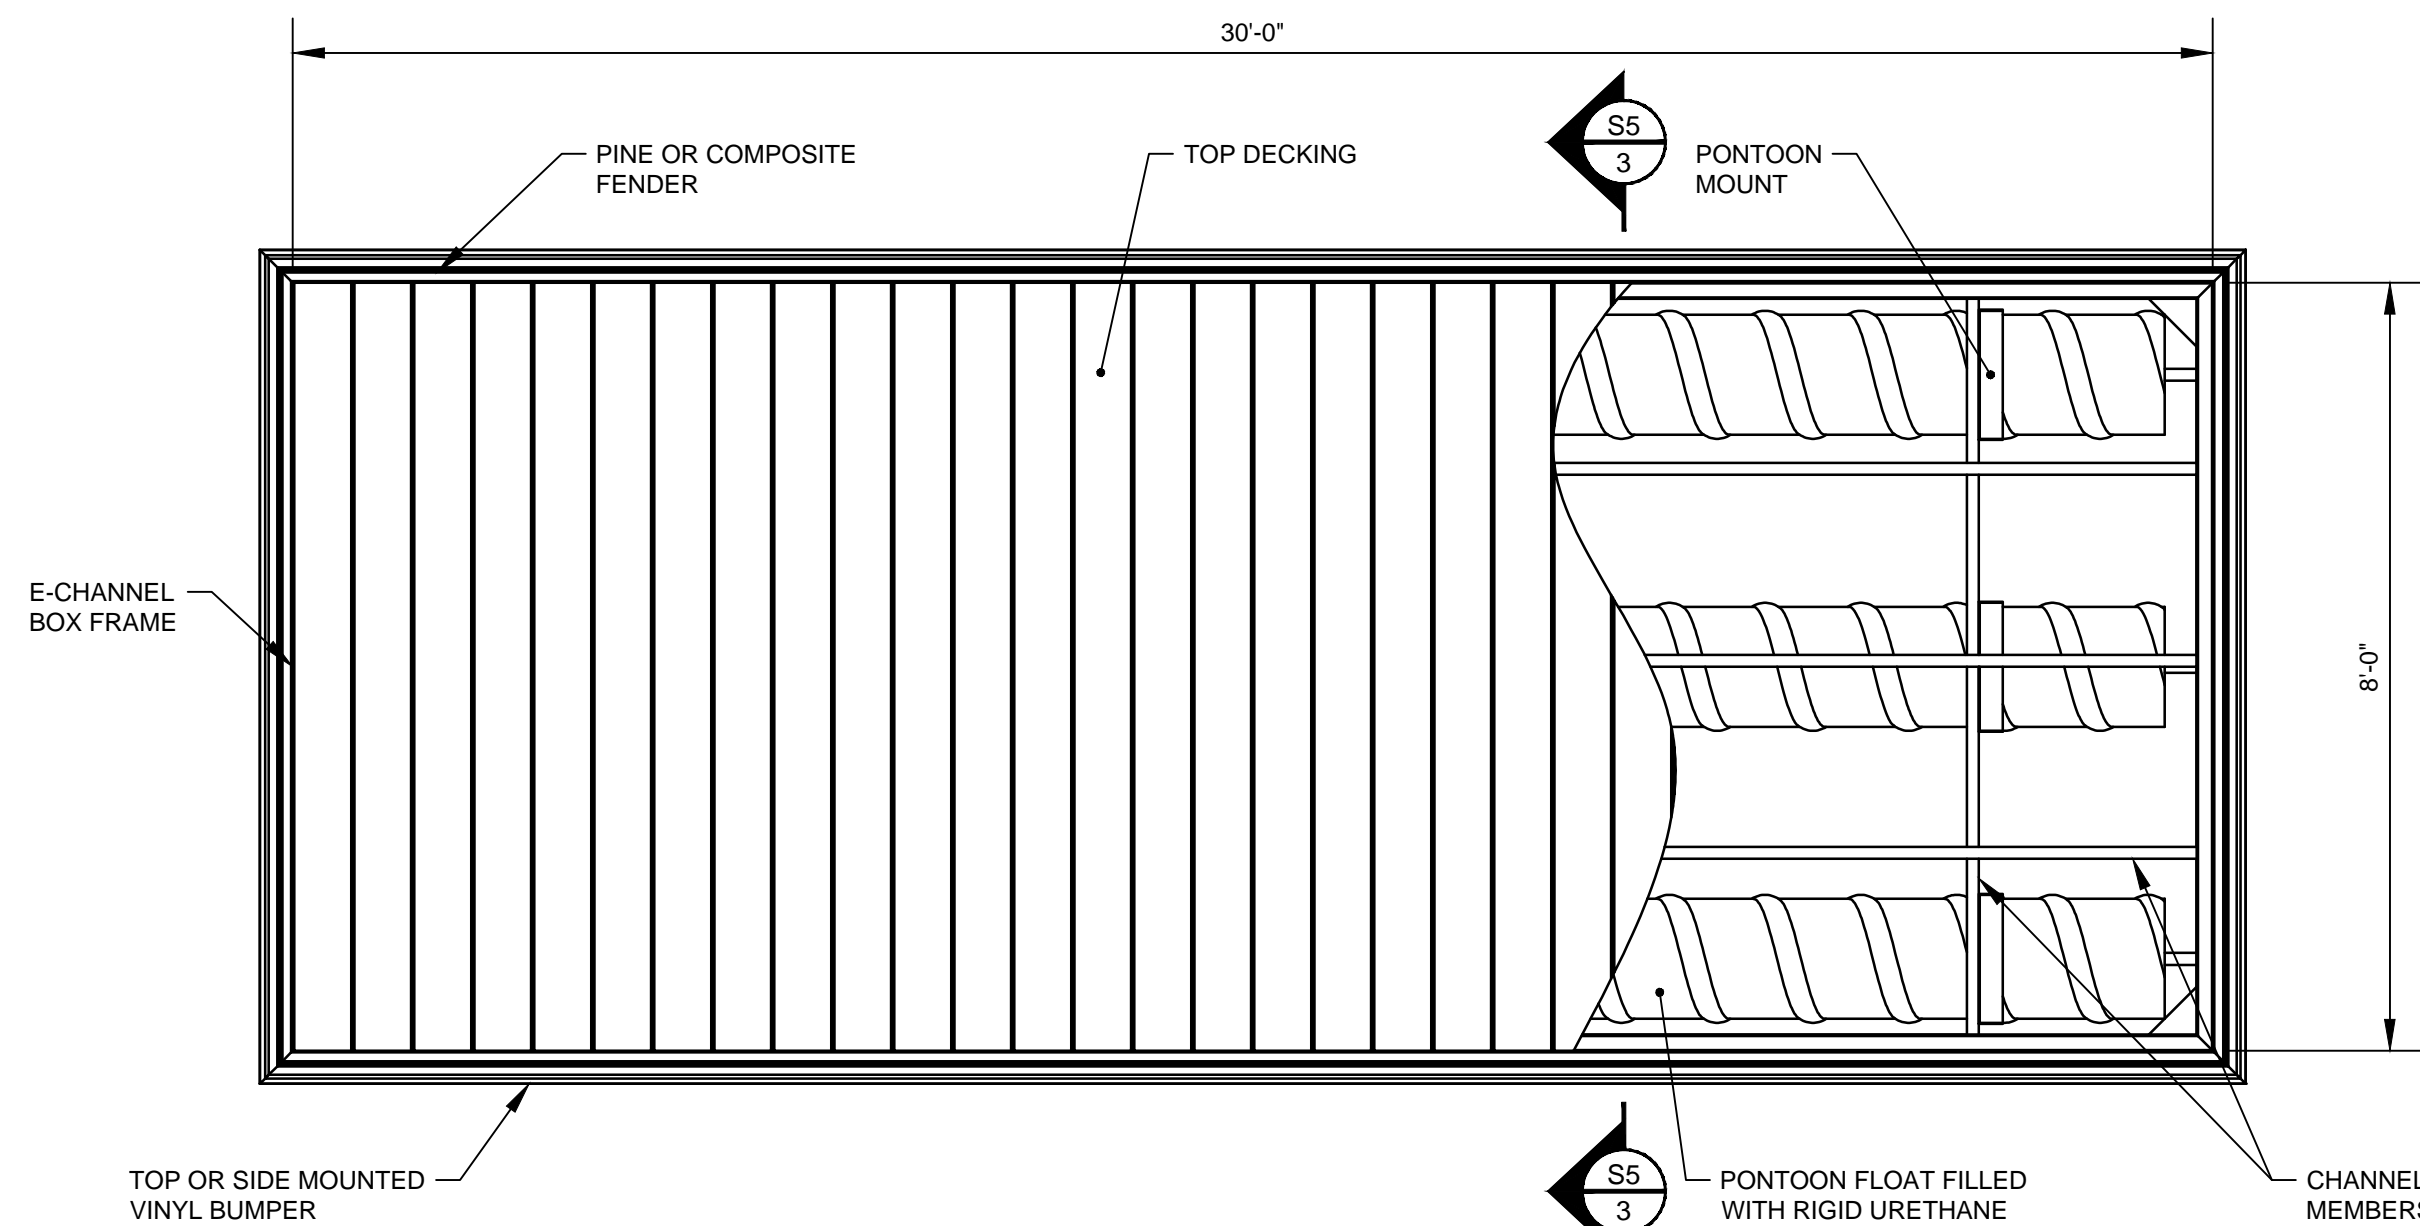 30'-0"
S5
3
PINE OR COMPOSITE
FENDER
TOP DECKING
PONTOON
MOUNT
E-CHANNEL
BOX FRAME
8'-0"
TOP OR SIDE MOUNTED
VINYL BUMPER
S5
3
PONTOON FLOAT FILLED
WITH RIGID URETHANE
CHANNEL
MEMBERS